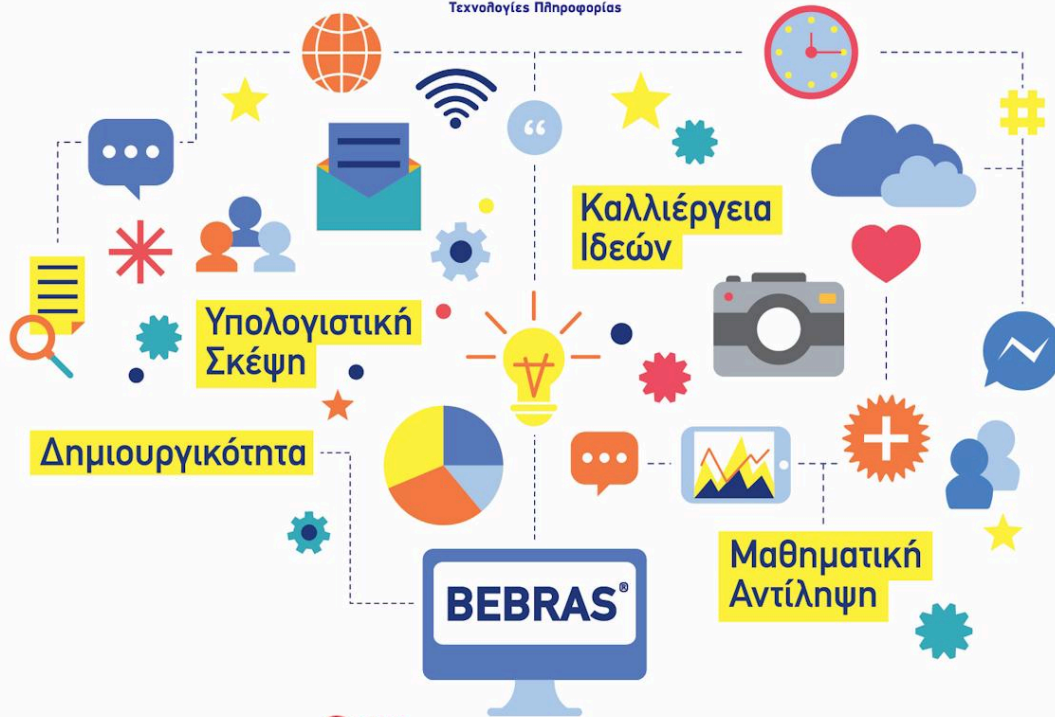 Τεχνολογίες Πληροφορίας
“
#
Καλλιέργεια
Ιδεών
Υπολογιστική
Σκέψη
Δημιουργικότητα
Μαθηματική
Αντίληψη
BEBRAS®